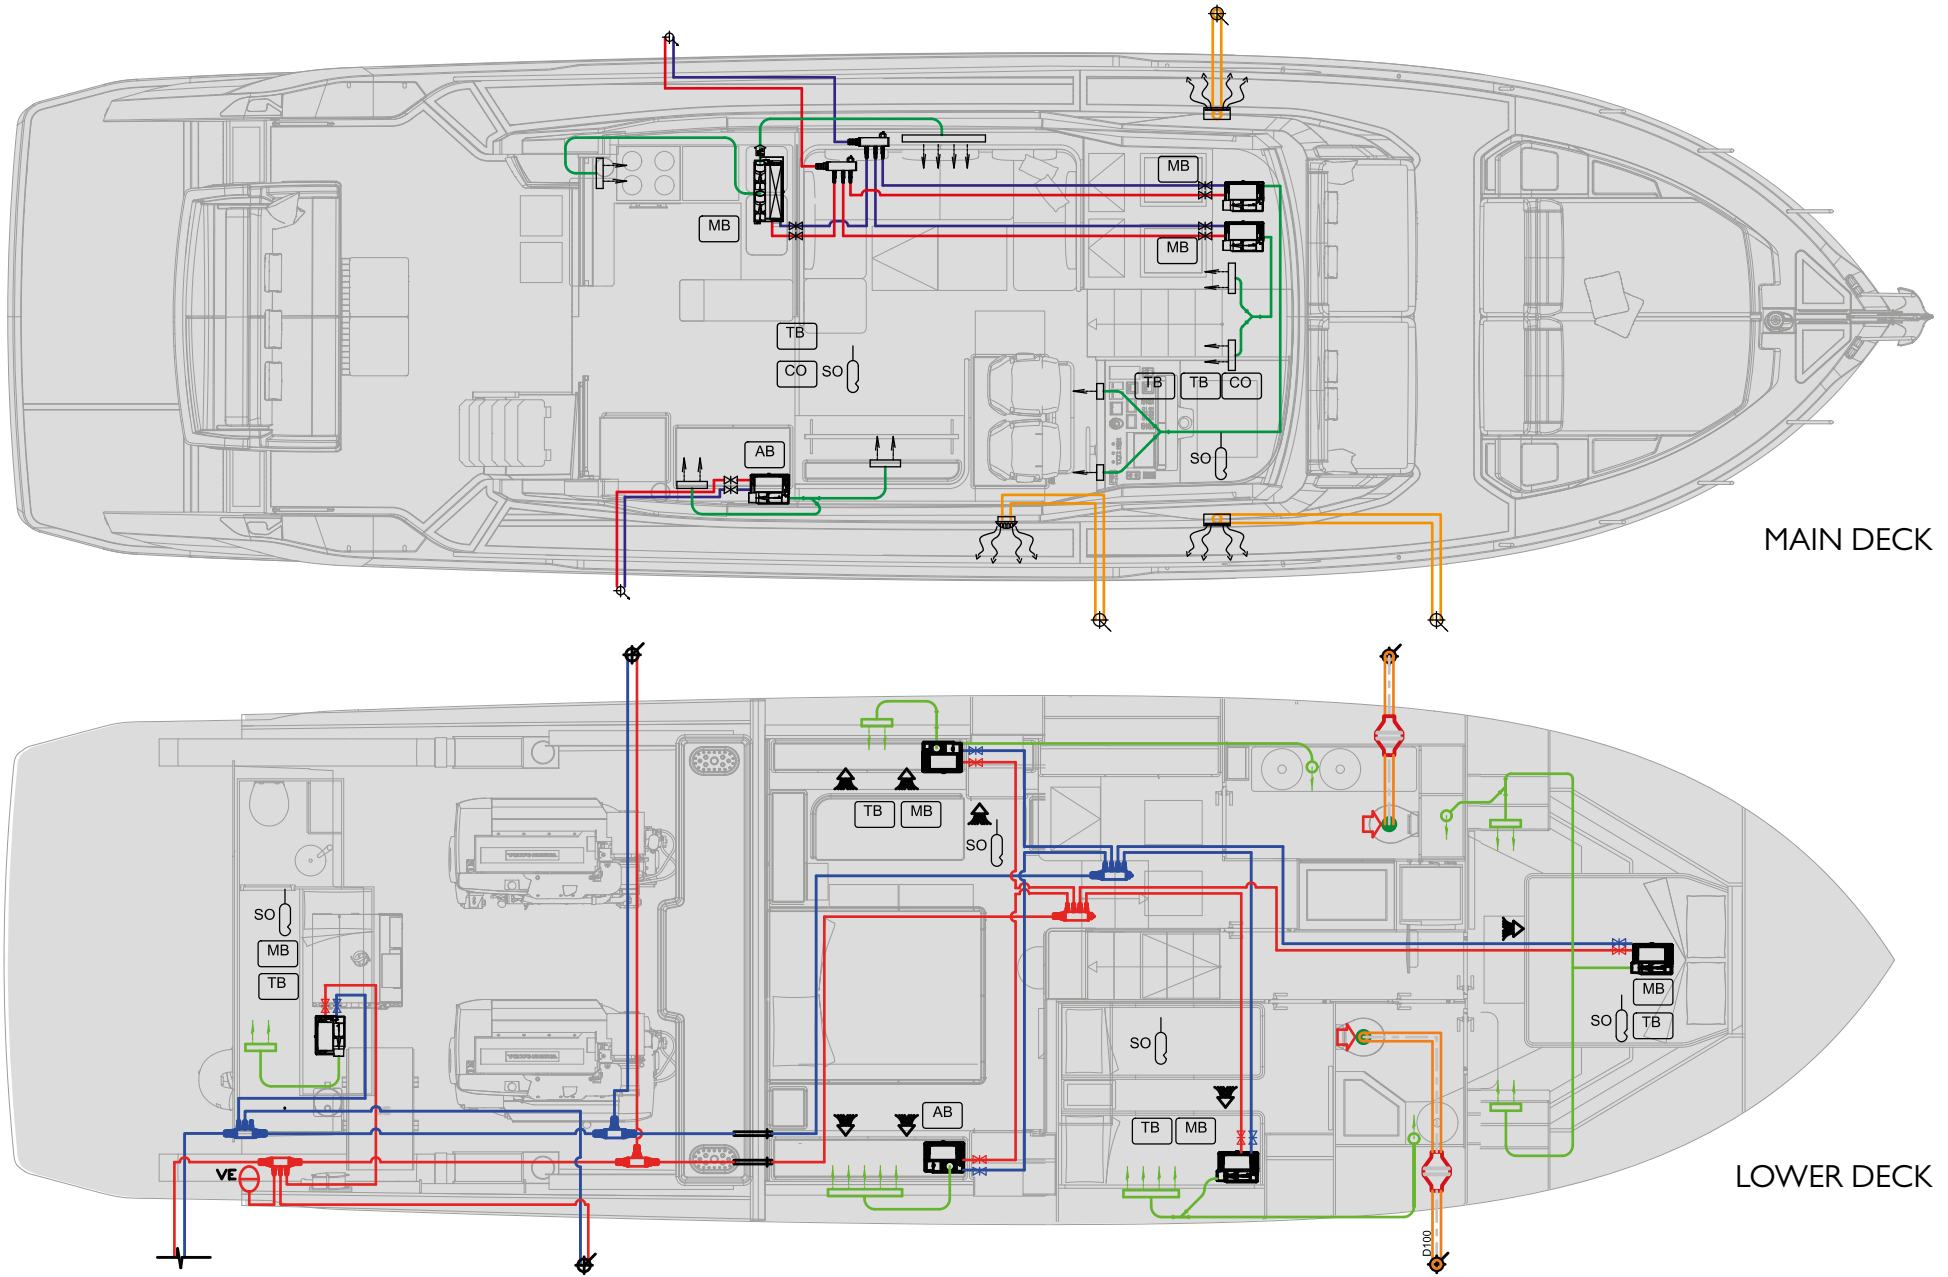 MB
MB
MB
TB
CO SO
TB TB CO
AB
SO
MAIN DECK
TB MB
SO
SO
MB
TB
MB
SO TB
SO
AB
TB MB
VE
LOWER DECK
D100